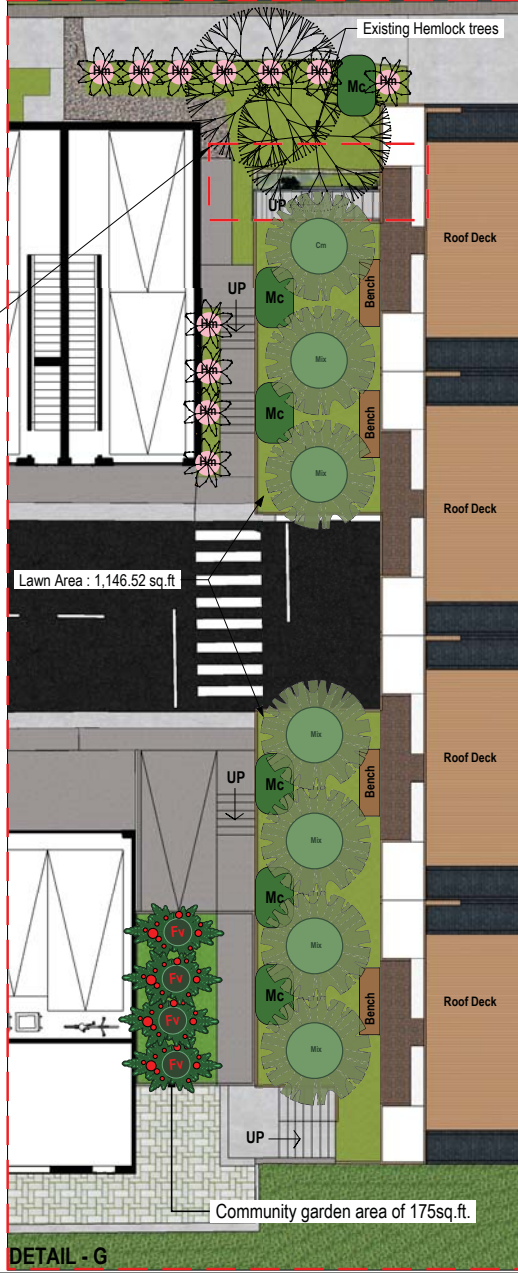 Existing Hemlock trees
Hm Hm Hm Hm Hm Hm Hm
Mc
UP
Cm
Roof Deck
UP
Mc
Bench
Hm
Mix
Hm
Mc
Bench
Hm
Mix
Hm
Roof Deck
Lawn Area : 1,146.52 sq.ft
Mix
Roof Deck
UP
Mc
Bench
Mix
Mc
Fv
Mix
Fv
Mc
Bench
Roof Deck
Fv
Mix
Fv
UP
Community garden area of 175sq.ft.
DETAIL - G